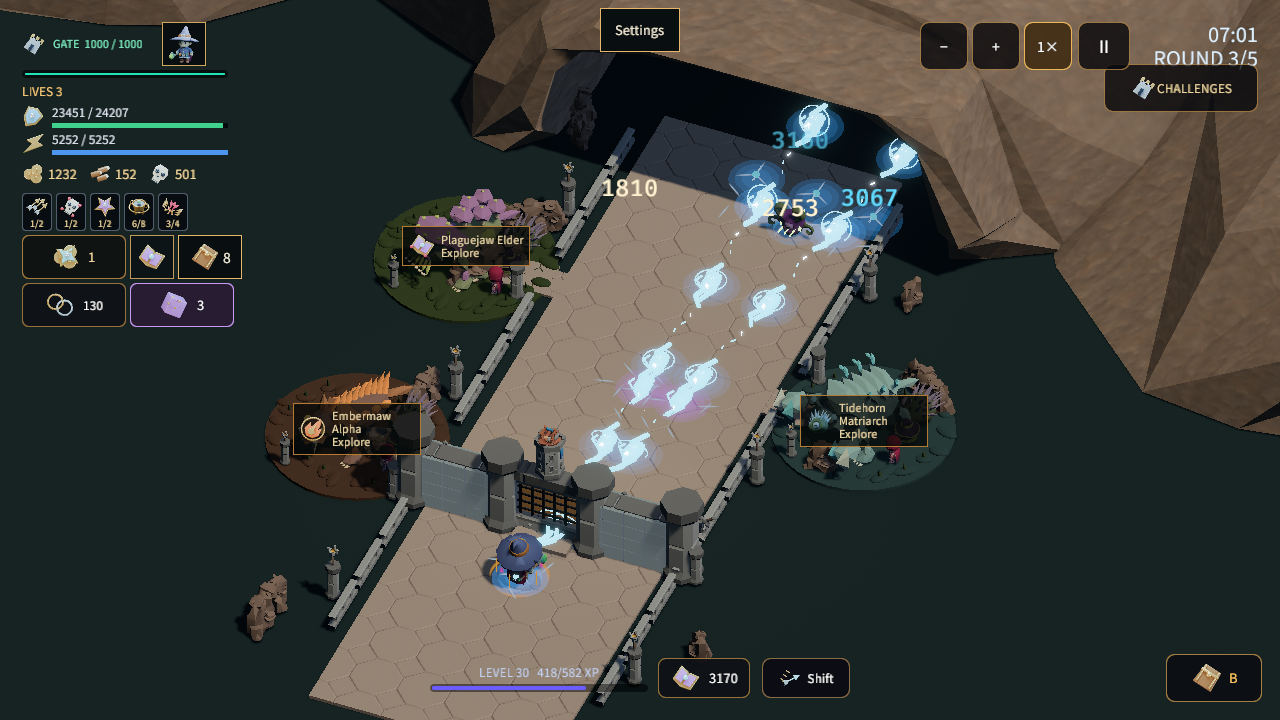 GATE 1000 / 1000
Settings
−
+
1×
07:01
ROUND 3/5
CHALLENGES
LIVES 3
23451 / 24207
5252 / 5252
1232
152
501
1/2
1/2
1/2
6/8
3/4
1
8
130
3
1810
2753
3067
Plaguejaw Elder
Explore
Embermaw
Alpha
Explore
Tidehorn
Matriarch
Explore
LEVEL 30 418/582 XP
3170
Shift
B